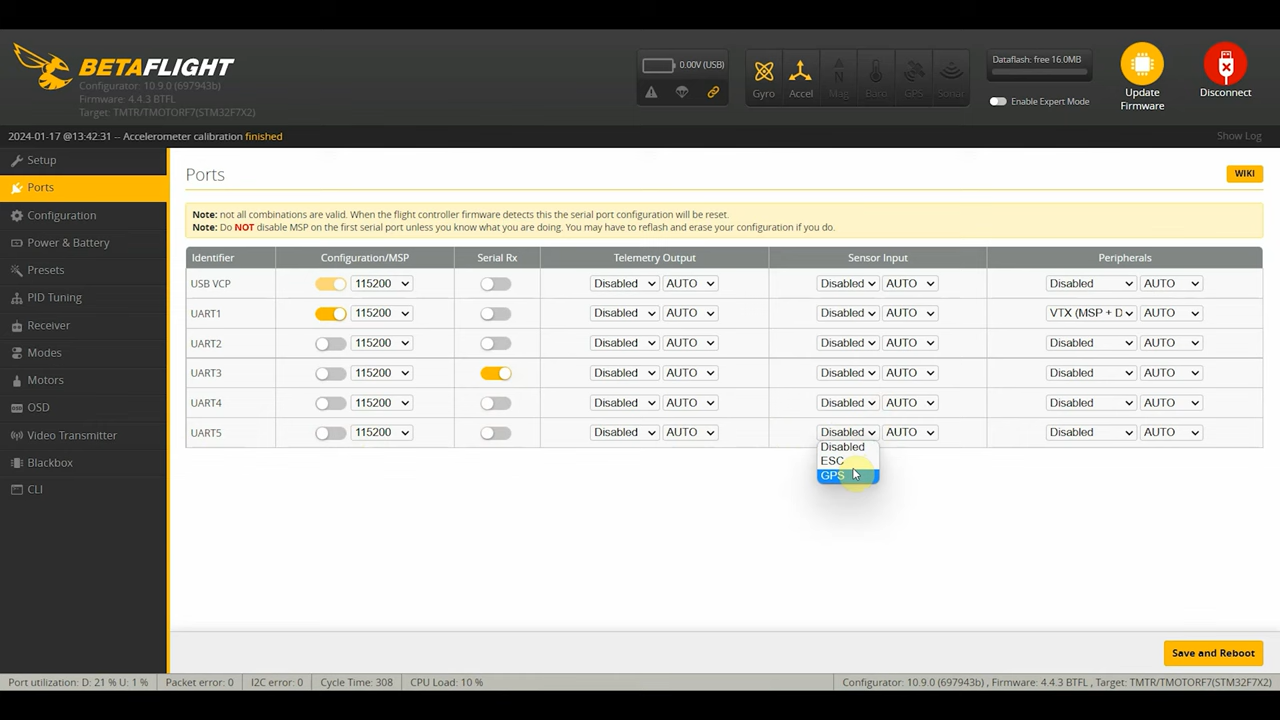 BETAFLIGHT
Configurator: 10.9.0 (697943b)
Firmware: 4.4.3 BTFL
Target: TMTR/TMOTORF7(STM32F7X2)
0.00V (USB)
Gyro Accel Mag Baro GPS Sonar
Dataflash: free 16.0MB
Enable Expert Mode
Update Firmware
Disconnect
2024-01-17 @13:42:31 -- Accelerometer calibration finished
Show Log
Setup
Ports
Configuration
Power & Battery
Presets
PID Tuning
Receiver
Modes
Motors
OSD
Video Transmitter
Blackbox
CLI
Ports
WIKI
Note: not all combinations are valid. When the flight controller firmware detects this the serial port configuration will be reset.
Note: Do NOT disable MSP on the first serial port unless you know what you are doing. You may have to reflash and erase your configuration if you do.
Identifier Configuration/MSP Serial Rx Telemetry Output Sensor Input Peripherals
USB VCP 115200 Disabled AUTO Disabled AUTO Disabled AUTO
UART1 115200 Disabled AUTO Disabled AUTO VTX (MSP + D AUTO
UART2 115200 Disabled AUTO Disabled AUTO Disabled AUTO
UART3 115200 Disabled AUTO Disabled AUTO Disabled AUTO
UART4 115200 Disabled AUTO Disabled AUTO Disabled AUTO
UART5 115200 Disabled AUTO Disabled AUTO Disabled AUTO
Disabled
ESC
GPS
Save and Reboot
Port utilization: D: 21 % U: 1 % Packet error: 0 I2C error: 0 Cycle Time: 308 CPU Load: 10 % Configurator: 10.9.0 (697943b) , Firmware: 4.4.3 BTFL, Target: TMTR/TMOTORF7(STM32F7X2)